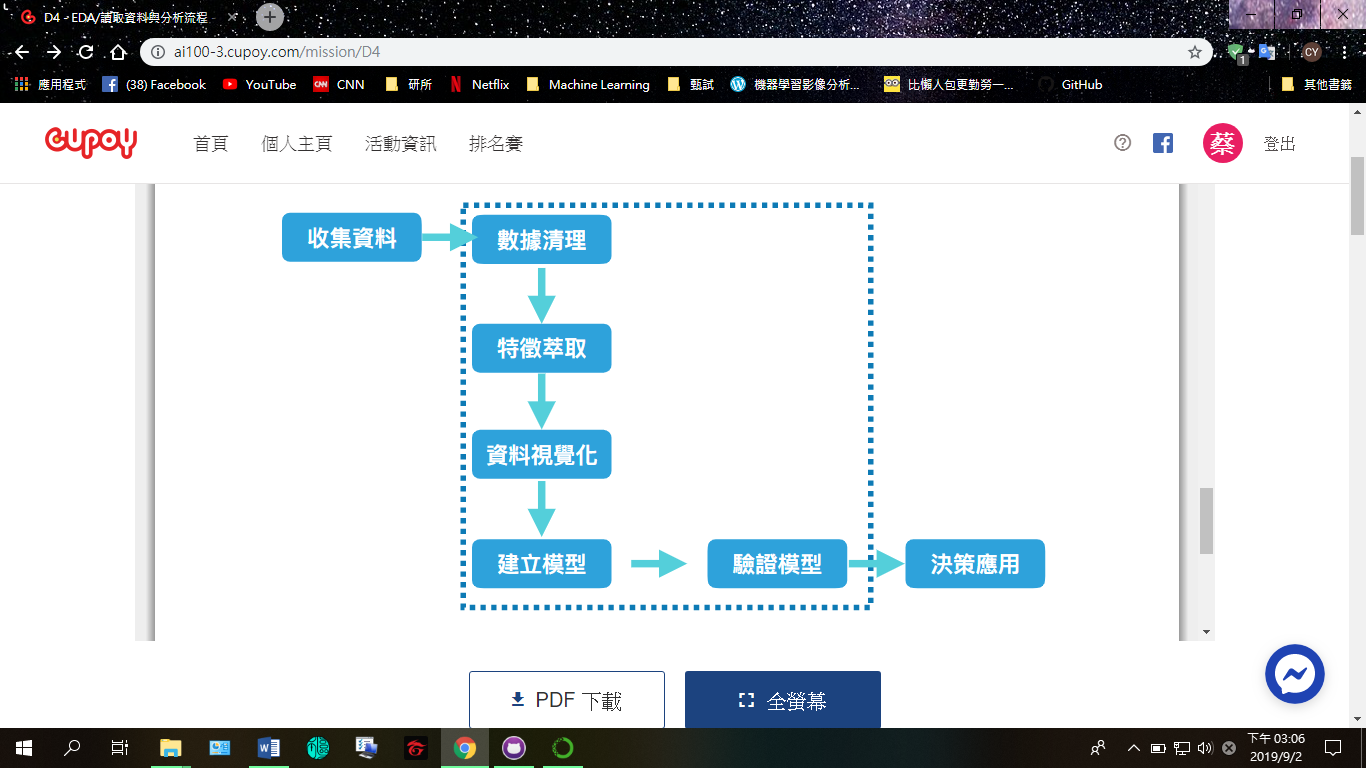 D4 - EDA/讀取資料與分析流程
ai100-3.cupoy.com/mission/D4
CY
1
應用程式
(38) Facebook
YouTube
CNN
CNN
研所
Netflix
Machine Learning
甄試
機器學習影像分析...
比懶人包更勤勞一...
GitHub
其他書籤
cupoy
首頁
個人主頁
活動資訊
排名賽
蔡
登出
收集資料
數據清理
特徵萃取
資料視覺化
建立模型
驗證模型
決策應用
PDF 下載
全螢幕
下午 03:06
2019/9/2